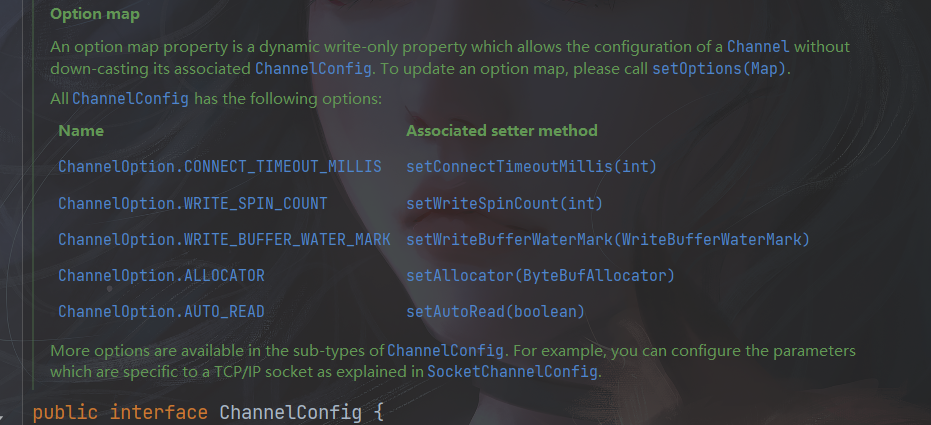 Option map
An option map property is a dynamic write-only property which allows the configuration of a Channel without
down-casting its associated ChannelConfig. To update an option map, please call setOptions(Map).
All ChannelConfig has the following options:
Name Associated setter method
ChannelOption.CONNECT_TIMEOUT_MILLIS setConnectTimeoutMillis(int)
ChannelOption.WRITE_SPIN_COUNT setWriteSpinCount(int)
ChannelOption.WRITE_BUFFER_WATER_MARK setWriteBufferWaterMark(WriteBufferWaterMark)
ChannelOption.ALLOCATOR setAllocator(ByteBufAllocator)
ChannelOption.AUTO_READ setAutoRead(boolean)
More options are available in the sub-types of ChannelConfig. For example, you can configure the parameters
which are specific to a TCP/IP socket as explained in SocketChannelConfig.
public interface ChannelConfig {